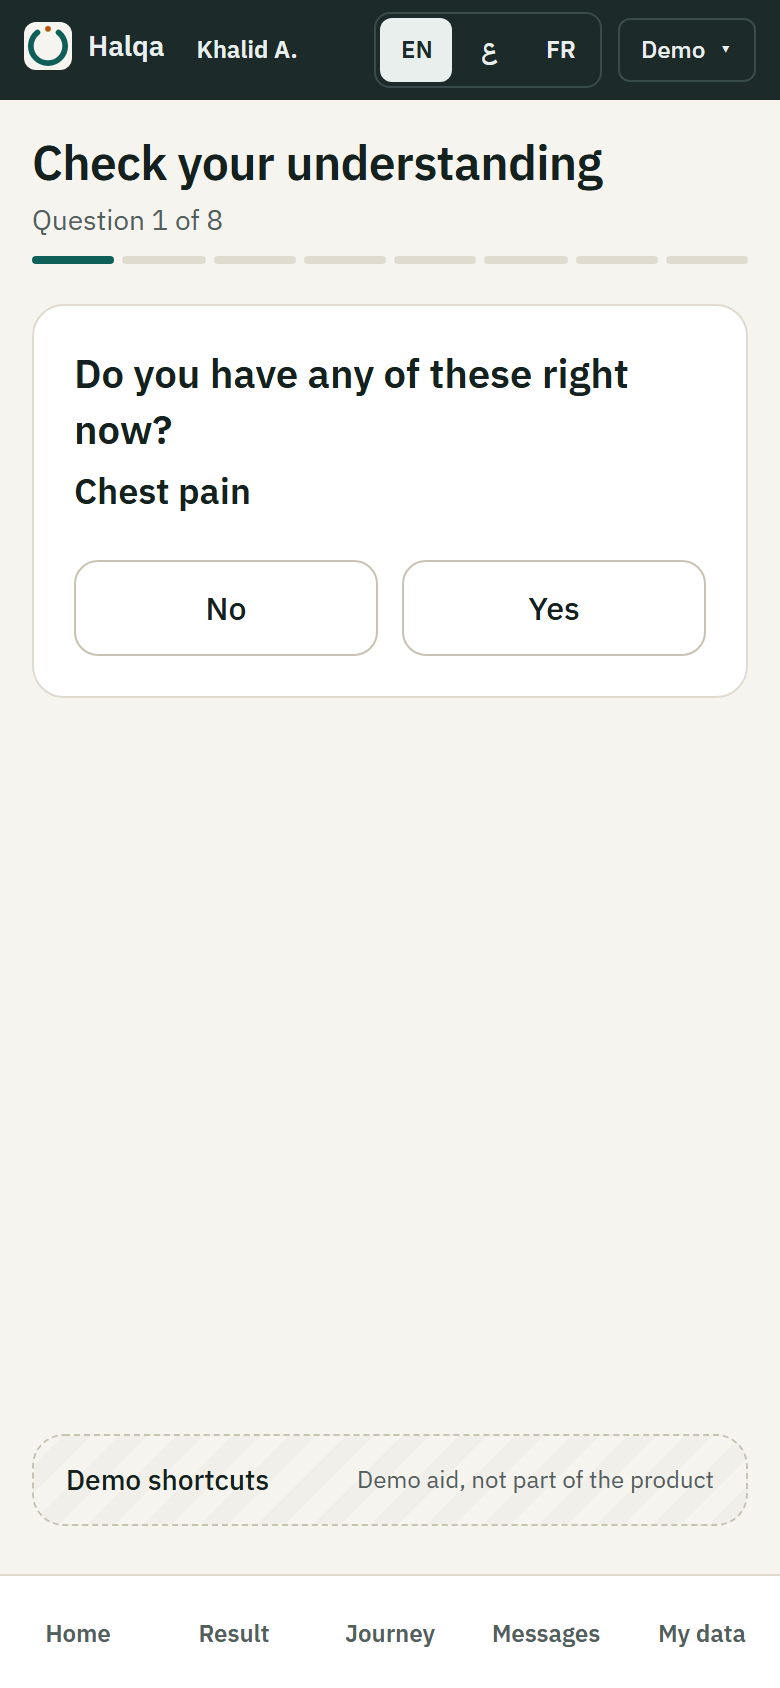 Halqa
Khalid A.
EN
ع
FR
Demo ▼
Check your understanding
Question 1 of 8
Do you have any of these right
now?
Chest pain
No
Yes
Demo shortcuts
Demo aid, not part of the product
Home
Result
Journey
Messages
My data